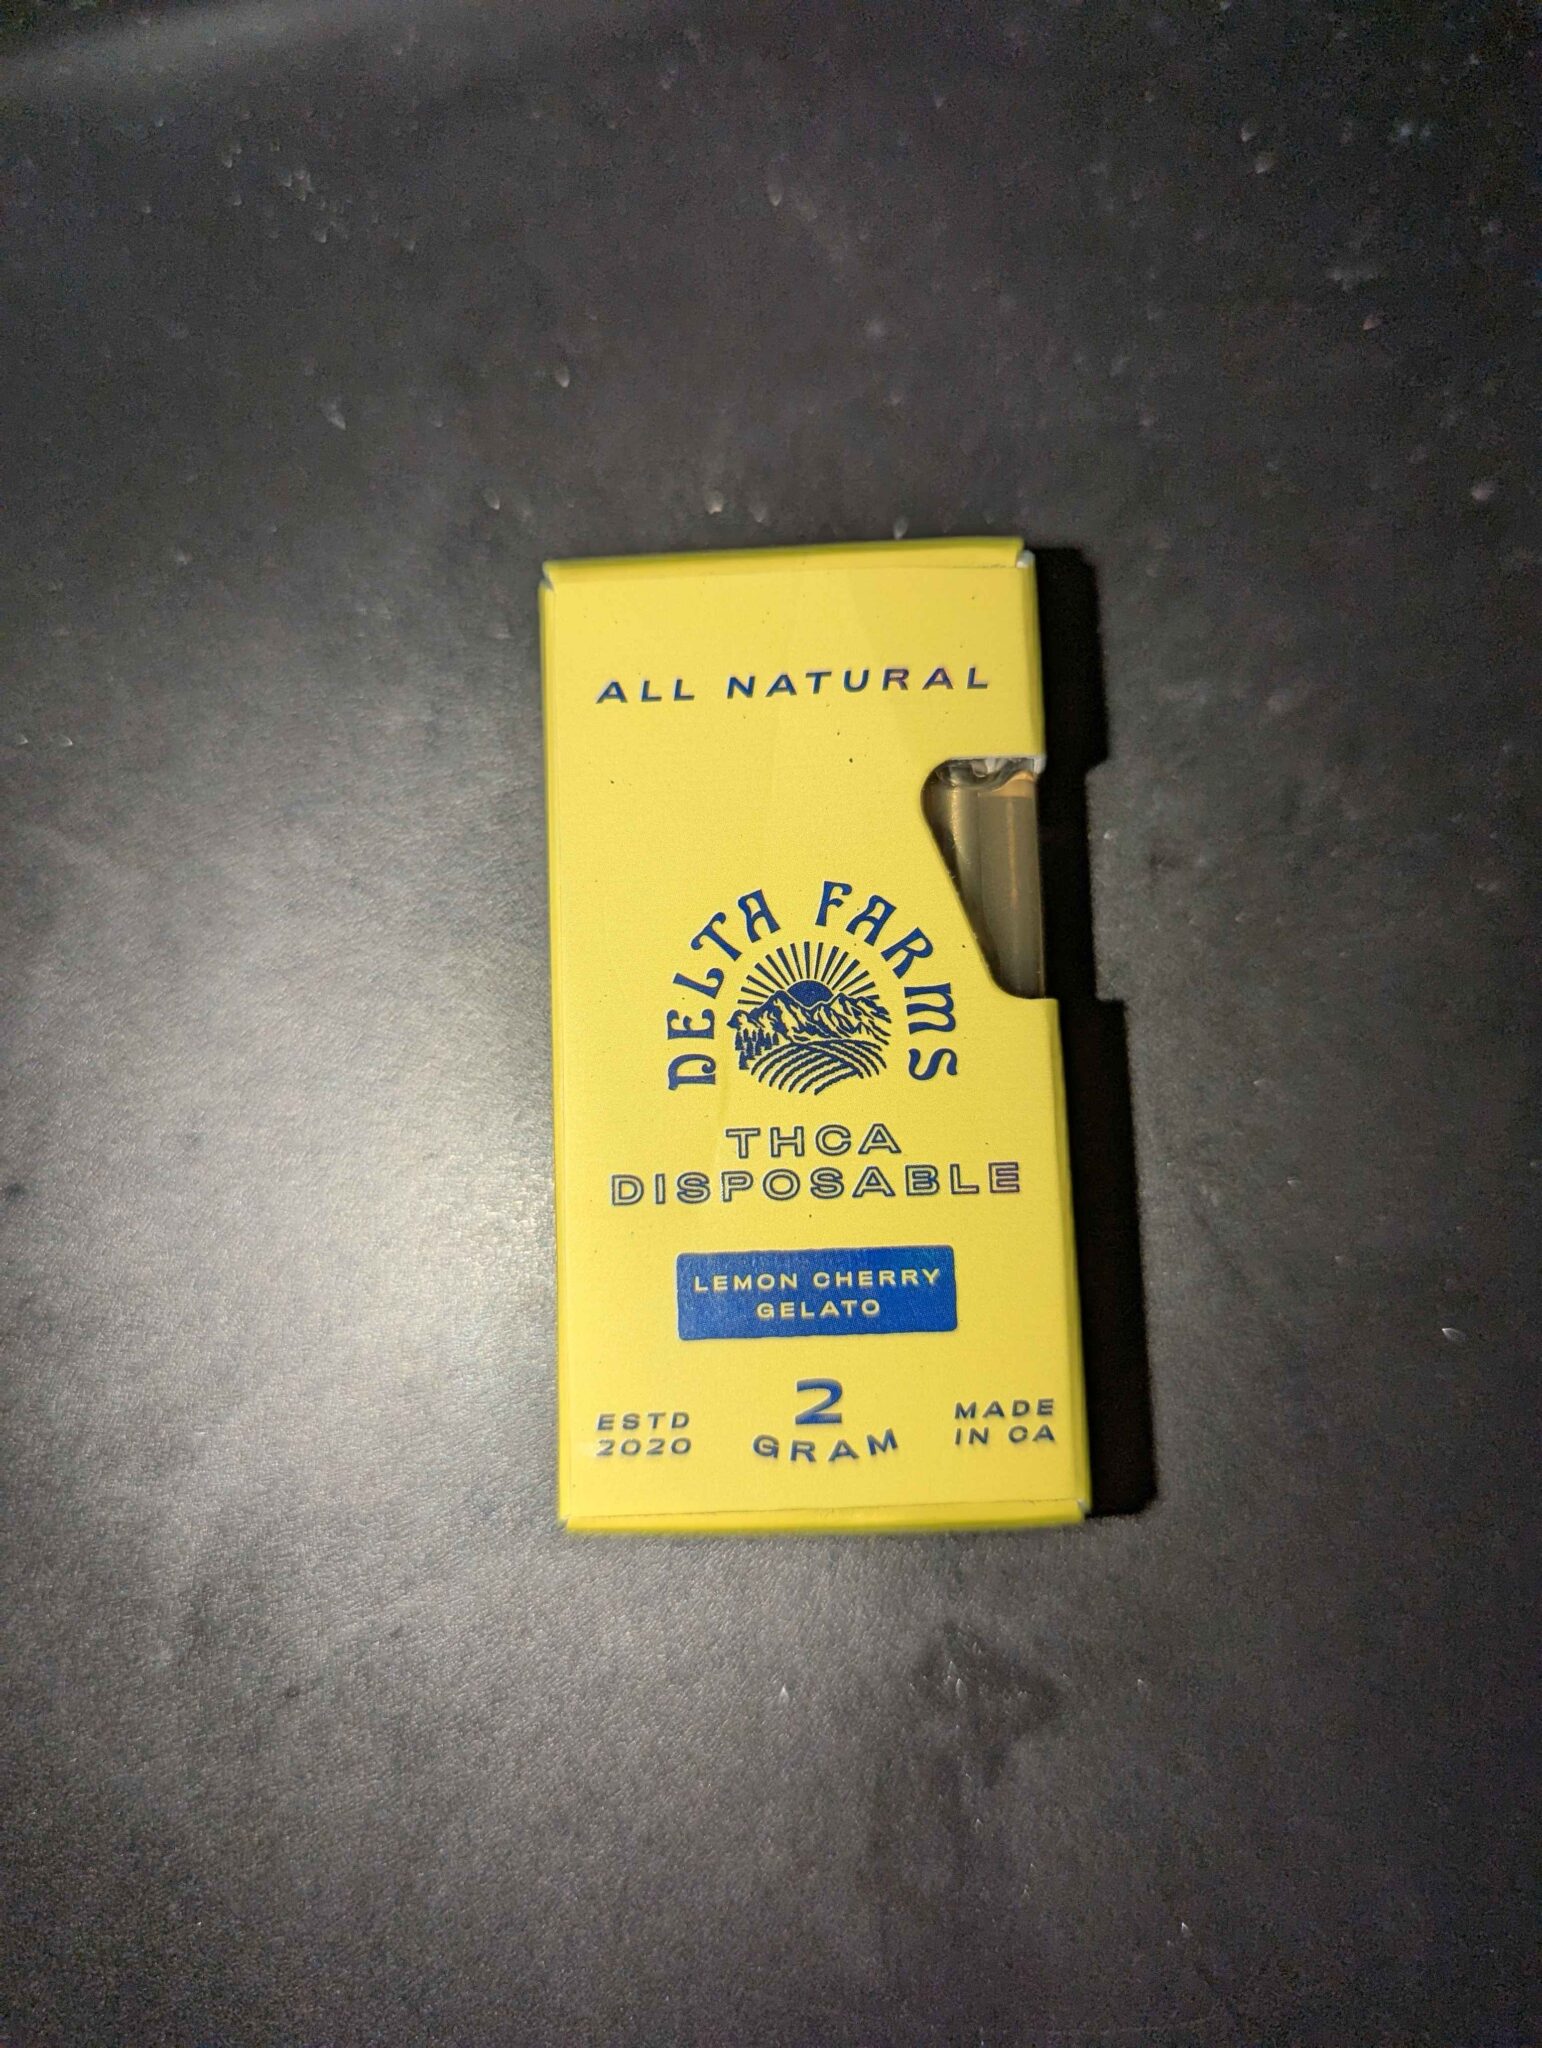 ALL NATURAL
DELTA FARMS
THCA
DISPOSABLE
LEMON CHERRY
GELATO
ESTD
2020
2
GRAM
MADE
IN CA